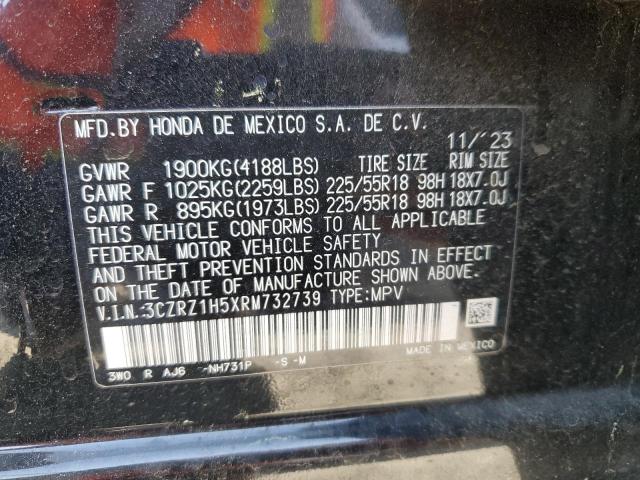 MFD.BY HONDA DE MEXICO S.A. DE C.V.
11/'23
GVWR 1900KG(4188LBS) TIRE SIZE RIM SIZE
GAWR F 1025KG(2259LBS) 225/55R18 98H 18X7.0J
GAWR R 895KG(1973LBS) 225/55R18 98H 18X7.0J
THIS VEHICLE CONFORMS TO ALL APPLICABLE
FEDERAL MOTOR VEHICLE SAFETY
AND THEFT PREVENTION STANDARDS IN EFFECT
ON THE DATE OF MANUFACTURE SHOWN ABOVE.
V.I.N.:3CZRZ1H5XRM732739 TYPE:MPV
3W0 R AJ6 -NH731P -S -M
MADE IN MEXICO